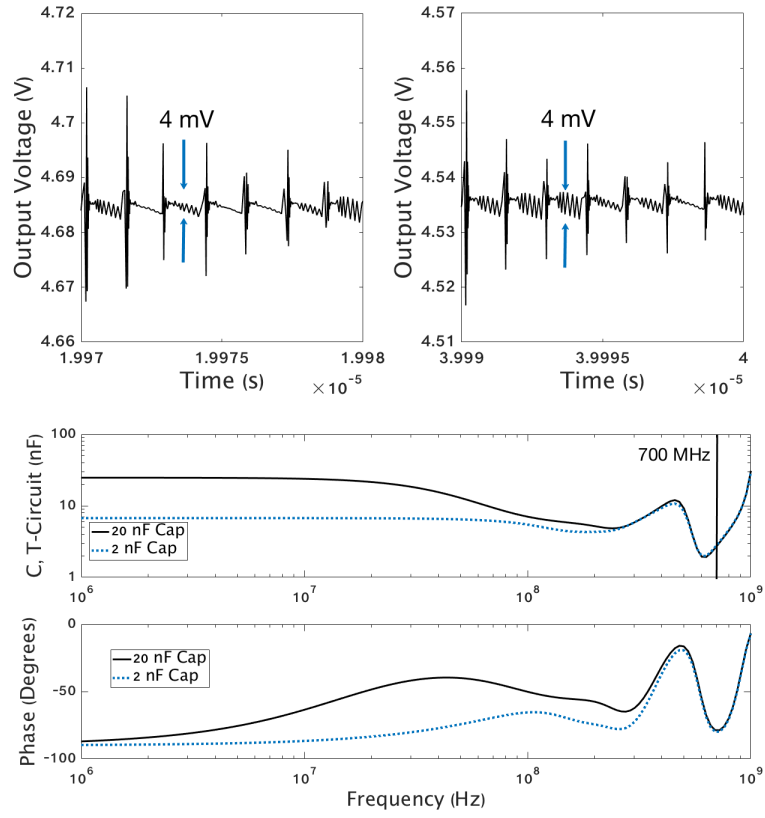 4.72
4.71
4.7
4.69
4.68
4.67
4.66
Output Voltage (V)
4 mV
1.997
1.9975
1.998
Time (s)
×10⁻⁵
4.57
4.56
4.55
4.54
4.53
4.52
4.51
Output Voltage (V)
4 mV
3.999
3.9995
4
Time (s)
×10⁻⁵
100
10
1
C, T-Circuit (nF)
700 MHz
20 nF Cap
2 nF Cap
10⁶
10⁷
10⁸
10⁹
0
-50
-100
Phase (Degrees)
20 nF Cap
2 nF Cap
10⁶
10⁷
10⁸
10⁹
Frequency (Hz)